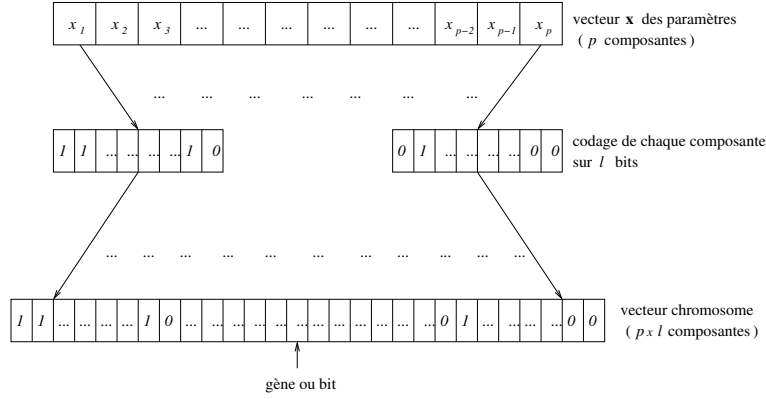 x1 x2 x3 ... ... ... ... ... ... xp−2 xp−1 xp
vecteur x des paramètres
( p composantes )
... ... ... ... ... ... ...
1 1 ... ... ... ... 1 0
0 1 ... ... ... ... 0 0
codage de chaque composante
sur l bits
... ... ... ... ... ... ... ... ... ...
1 1 ... ... ... ... 1 0 ... ... ... ... ... ... ... ... ... ... ... ... 0 1 ... ... ... ... 0 0
vecteur chromosome
( p x l composantes )
gène ou bit